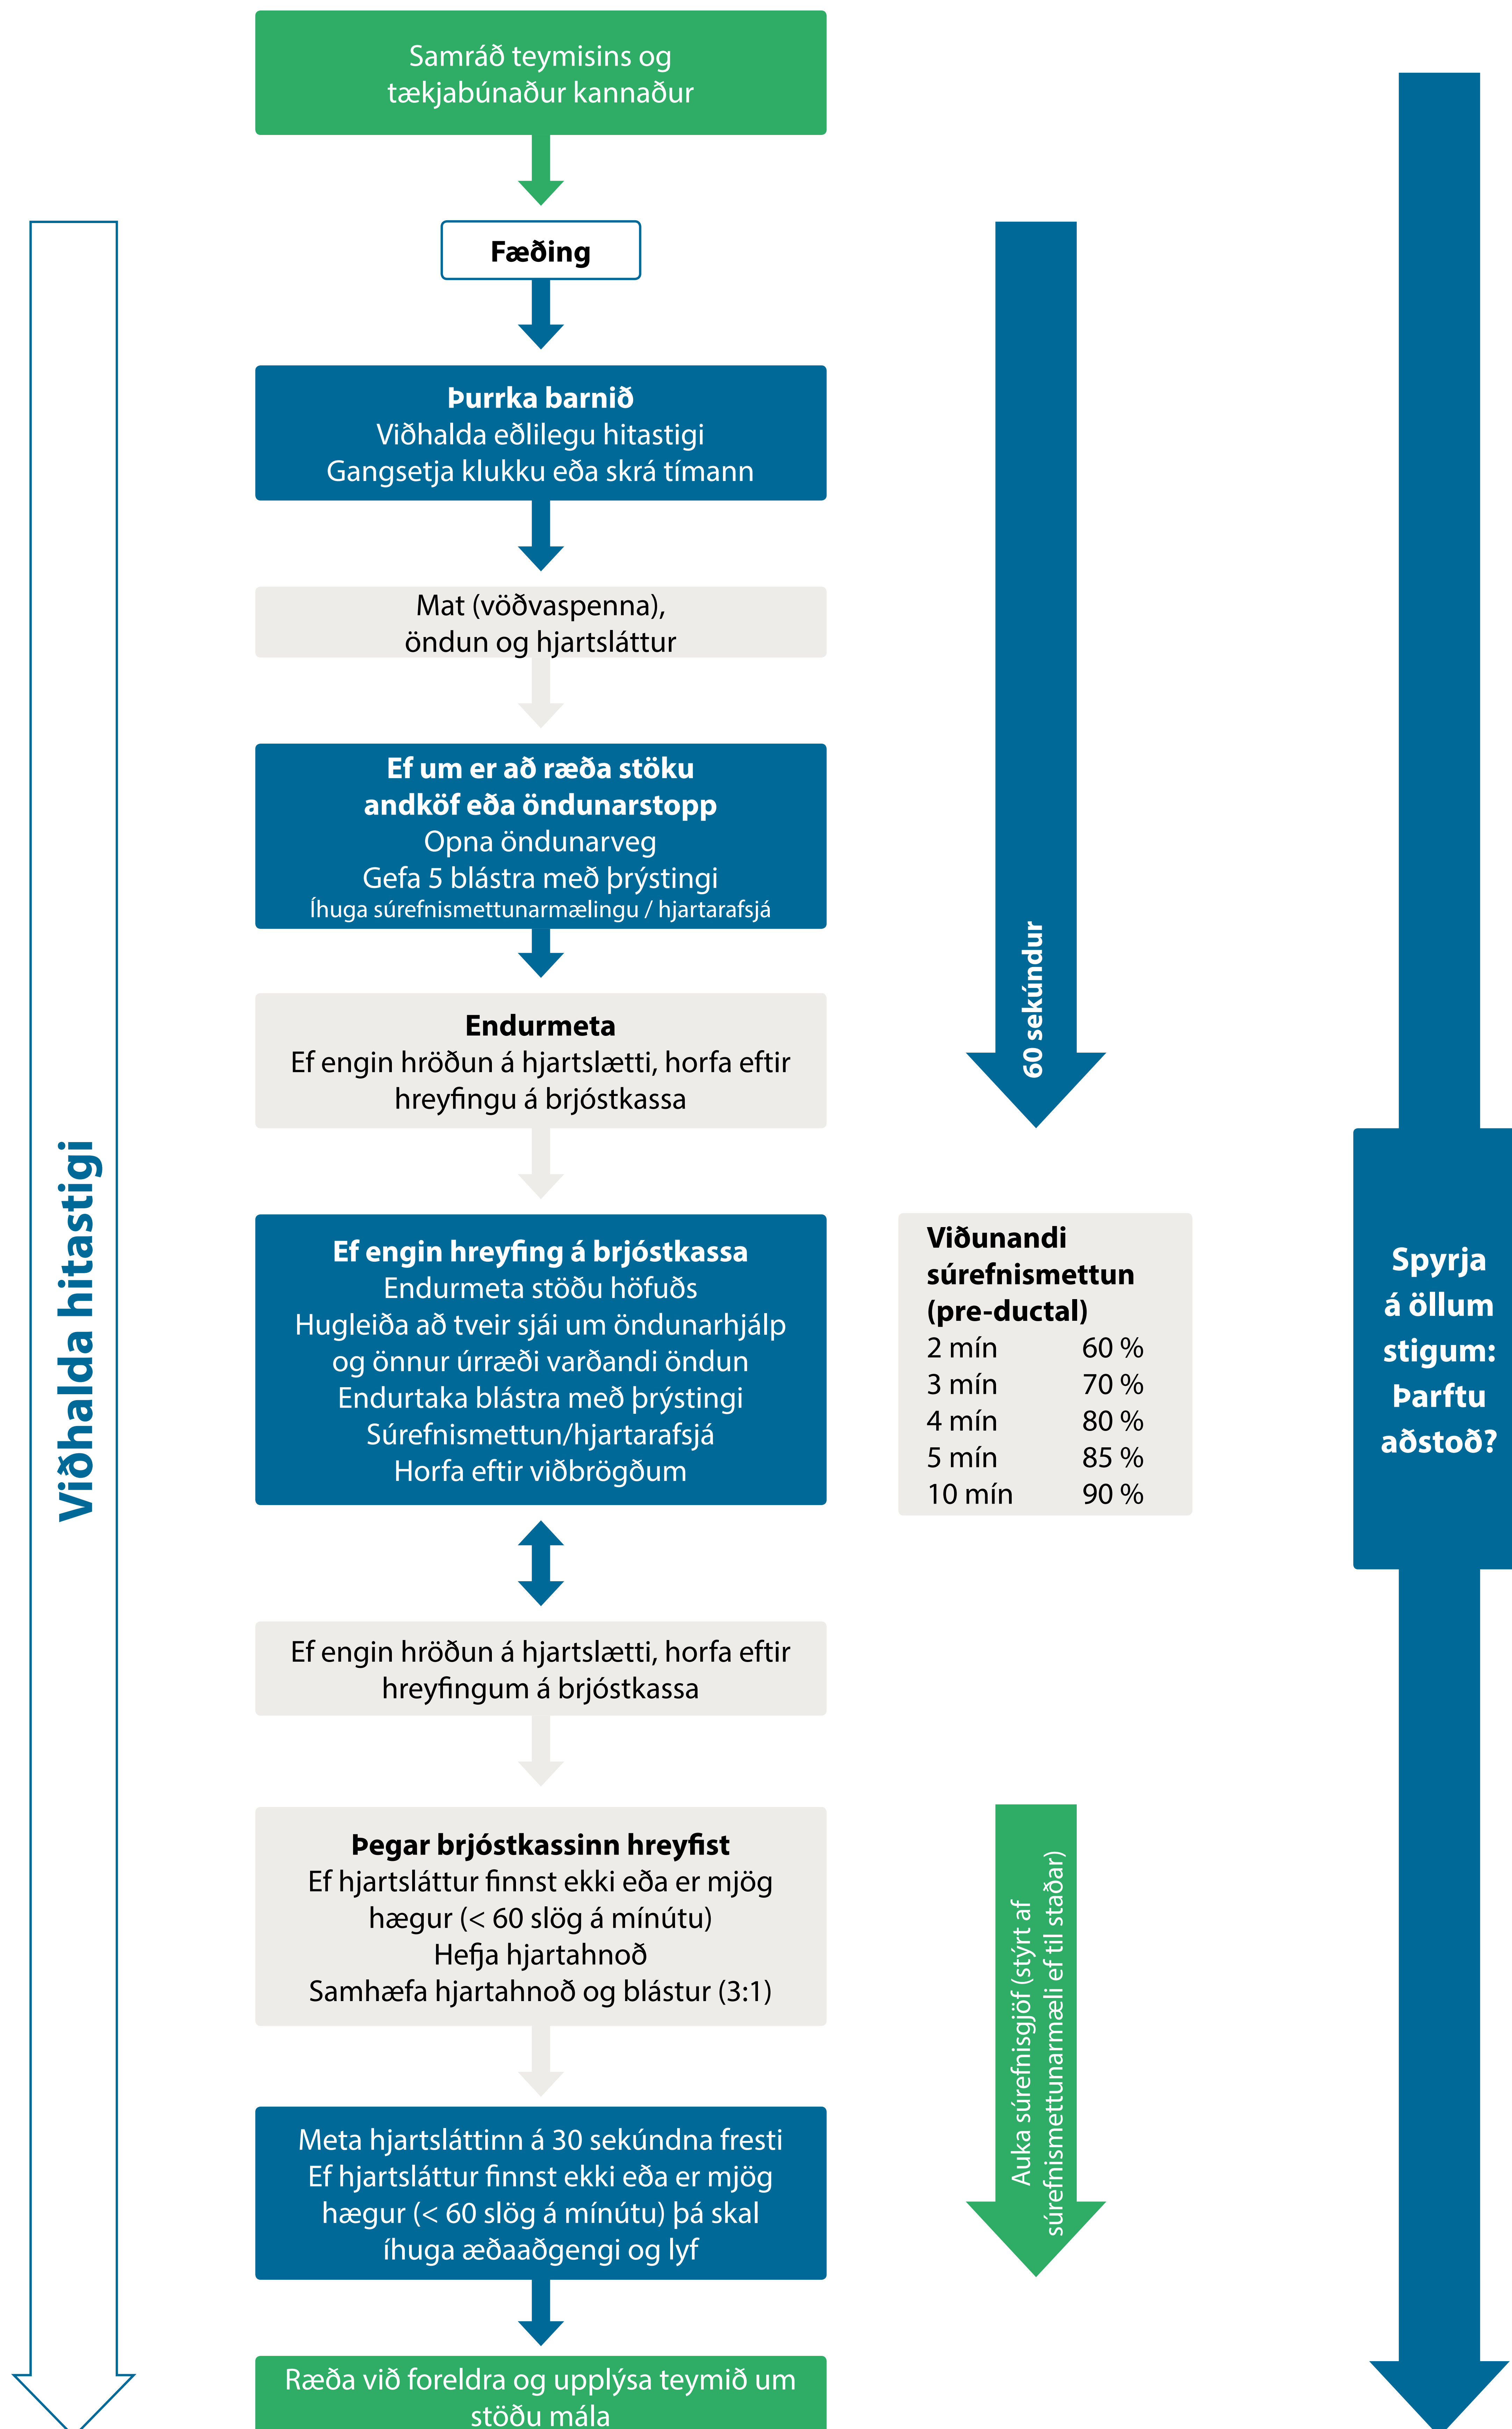 Samráð teymisins og
tækjabúnaður kannaður
Fæðing
Þurrka barnið
Viðhalda eðlilegu hitastigi
Gangsetja klukku eða skrá tímann
Mat (vöðvaspenna),
öndun og hjartsláttur
Ef um er að ræða stöku
andköf eða öndunarstopp
Opna öndunarveg
Gefa 5 blástra með þrýstingi
Íhuga súrefnismettunarmælingu / hjartarafsjá
60 sekúndur
Endurmeta
Ef engin hröðun á hjartslætti, horfa eftir
hreyfingu á brjóstkassa
Viðhalda hitastigi
Ef engin hreyfing á brjóstkassa
Endurmeta stöðu höfuðs
Hugleiða að tveir sjái um öndunarhjálp
og önnur úrræði varðandi öndun
Endurtaka blástra með þrýstingi
Súrefnismettun/hjartarafsjá
Horfa eftir viðbrögðum
Viðunandi
súrefnismettun
(pre-ductal)
2 mín 60 %
3 mín 70 %
4 mín 80 %
5 mín 85 %
10 mín 90 %
Spyrja
á öllum
stigum:
Þarftu
aðstoð?
Ef engin hröðun á hjartslætti, horfa eftir
hreyfingum á brjóstkassa
Þegar brjóstkassinn hreyfist
Ef hjartsláttur finnst ekki eða er mjög
hægur (< 60 slög á mínútu)
Hefja hjartahnoð
Samhæfa hjartahnoð og blástur (3:1)
Auka súrefnisgjöf (stýrt af
súrefnismettunarmæli ef til staðar)
Meta hjartsláttinn á 30 sekúndna fresti
Ef hjartsláttur finnst ekki eða er mjög
hægur (< 60 slög á mínútu) þá skal
íhuga æðaaðgengi og lyf
Ræða við foreldra og upplýsa teymið um
stöðu mála